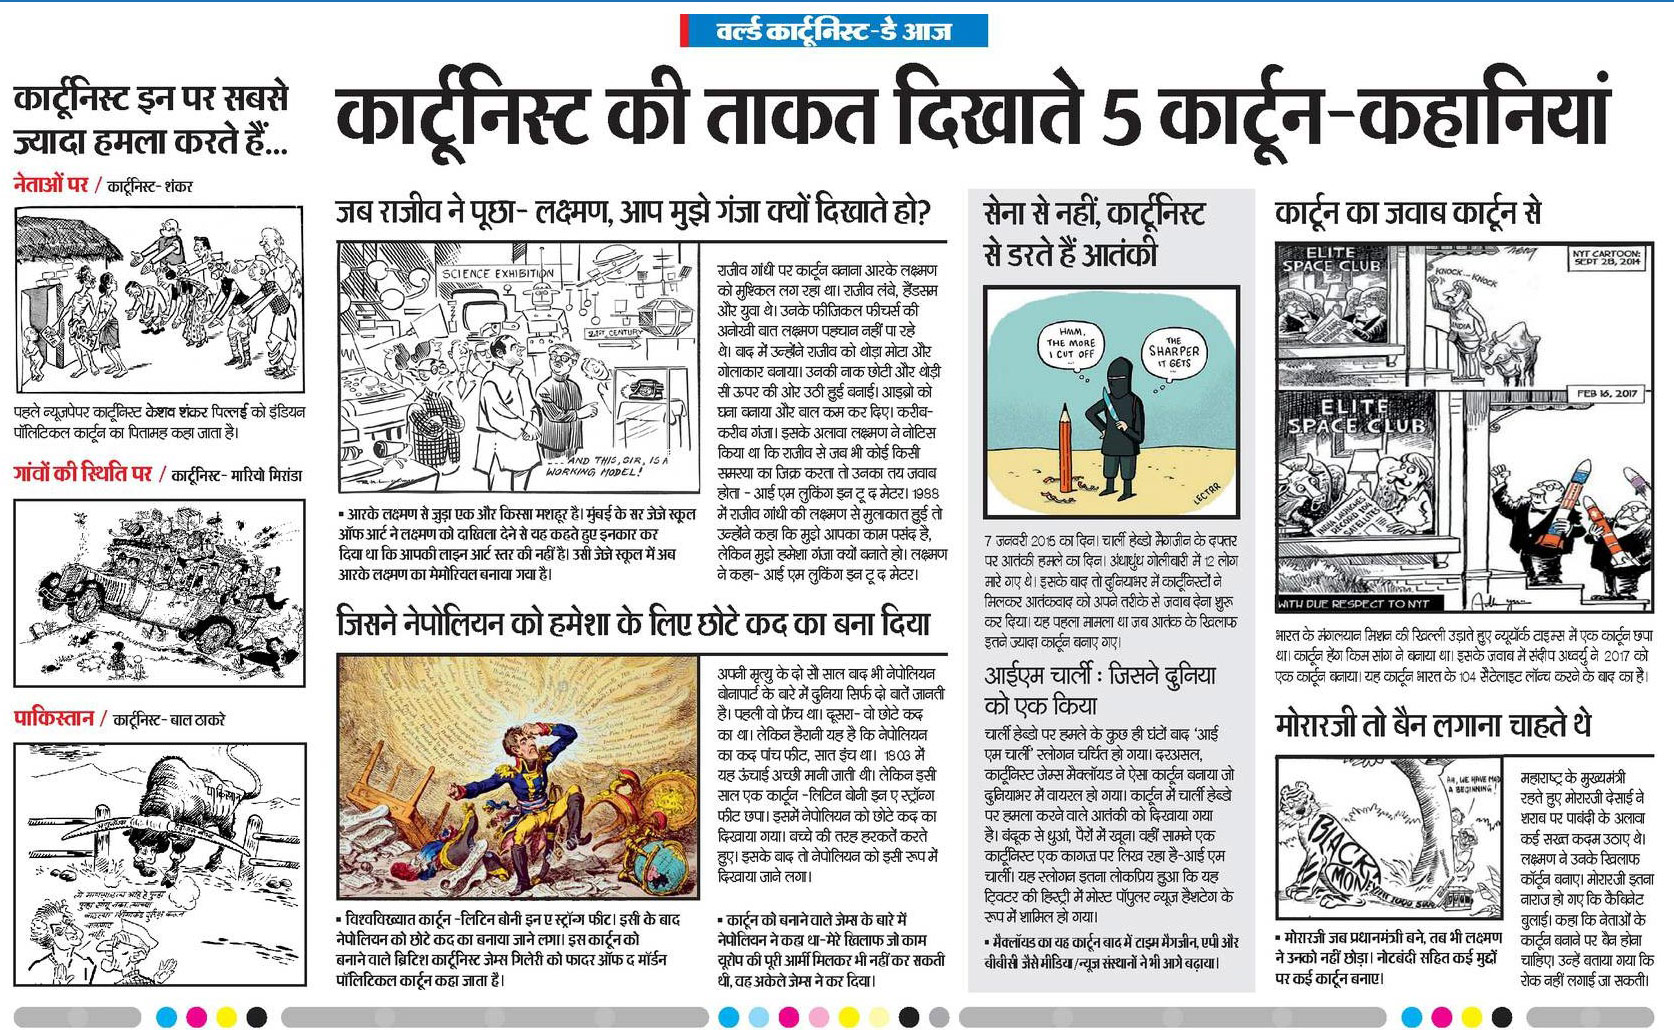 वर्ल्ड कार्टूनिस्ट-डे आज
कार्टूनिस्ट इन पर सबसे
ज्यादा हमला करते हैं...
नेताओं पर / कार्टूनिस्ट- शंकर
पहले न्यूजपेपर कार्टूनिस्ट केशव शंकर पिल्लई को इंडियन
पॉलिटिकल कार्टून का पितामह कहा जाता है।
गांवों की स्थिति पर / कार्टूनिस्ट- मारियो मिरांडा
पाकिस्तान / कार्टूनिस्ट- बाल ठाकरे
पाकिस्तान
कार्टूनिस्ट की ताकत दिखाते 5 कार्टून-कहानियां
जब राजीव ने पूछा- लक्ष्मण, आप मुझे गंजा क्यों दिखाते हो?
SCIENCE EXHIBITION
21ST. CENTURY
...AND THIS, SIR, IS A
WORKING MODEL!
▪ आरके लक्ष्मण से जुड़ा एक और किस्सा मशहूर है। मुंबई के सर जेजे स्कूल
ऑफ आर्ट ने लक्ष्मण को दाखिला देने से यह कहते हुए इनकार कर
दिया था कि आपकी लाइन आर्ट स्तर की नहीं है। उसी जेजे स्कूल में अब
आरके लक्ष्मण का मेमोरियल बनाया गया है।
राजीव गांधी पर कार्टून बनाना आरके लक्ष्मण
को मुश्किल लग रहा था। राजीव लंबे, हैंडसम
और युवा थे। उनके फीजिकल फीचर्स की
अनोखी बात लक्ष्मण पहचान नहीं पा रहे
थे। बाद में उन्होंने राजीव को थोड़ा मोटा और
गोलाकार बनाया। उनकी नाक छोटी और थोड़ी
सी ऊपर की ओर उठी हुई बनाई। आइब्रो को
घना बनाया और बाल कम कर दिए। करीब-
करीब गंजा। इसके अलावा लक्ष्मण ने नोटिस
किया था कि राजीव से जब भी कोई किसी
समस्या का जिक्र करता तो उनका तय जवाब
होता - आई एम लुकिंग इन टू द मेटर। 1988
में राजीव गांधी की लक्ष्मण से मुलाकात हुई तो
उन्होंने कहा कि मुझे आपका काम पसंद है,
लेकिन मुझे हमेशा गंजा क्यों बनाते हो। लक्ष्मण
ने कहा- आई एम लुकिंग इन टू द मेटर।
जिसने नेपोलियन को हमेशा के लिए छोटे कद का बना दिया
▪ विश्वविख्यात कार्टून -लिटिन बोनी इन ए स्ट्रॉन्ग फीट। इसी के बाद
नेपोलियन को छोटे कद का बनाया जाने लगा। इस कार्टून को
बनाने वाले ब्रिटिश कार्टूनिस्ट जेम्स गिलेरी को फादर ऑफ द मॉर्डन
पॉलिटिकल कार्टून कहा जाता है।
अपनी मृत्यु के दो सौ साल बाद भी नेपोलियन
बोनापार्ट के बारे में दुनिया सिर्फ दो बातें जानती
है। पहली वो फ्रेंच था। दूसरा- वो छोटे कद
का था। लेकिन हैरानी यह है कि नेपोलियन
का कद पांच फीट, सात इंच था। 1803 में
यह ऊंचाई अच्छी मानी जाती थी। लेकिन इसी
साल एक कार्टून -लिटिन बोनी इन ए स्ट्रॉन्ग
फीट छपा। इसमें नेपोलियन को छोटे कद का
दिखाया गया। बच्चे की तरह हरकतें करते
हुए। इसके बाद तो नेपोलियन को इसी रूप में
दिखाया जाने लगा।
▪ कार्टून को बनाने वाले जेम्स के बारे में
नेपोलियन ने कहा था-मेरे खिलाफ जो काम
यूरोप की पूरी आर्मी मिलकर भी नहीं कर सकती
थी, वह अकेले जेम्स ने कर दिया।
सेना से नहीं, कार्टूनिस्ट
से डरते हैं आतंकी
HMM,
THE MORE
I CUT OFF...
THE
SHARPER
IT GETS
LECTRR
7 जनवरी 2015 का दिन। चार्ली हेब्डो मैगजीन के दफ्तर
पर आतंकी हमले का दिन। अंधाधुंध गोलीबारी में 12 लोग
मारे गए थे। इसके बाद तो दुनियाभर में कार्टूनिस्टों ने
मिलकर आतंकवाद को अपने तरीके से जवाब देना शुरू
कर दिया। यह पहला मामला था जब आतंक के खिलाफ
इतने ज्यादा कार्टून बनाए गए।
आईएम चार्ली : जिसने दुनिया
को एक किया
चार्ली हेब्डो पर हमले के कुछ ही घंटों बाद 'आई
एम चार्ली' स्लोगन चर्चित हो गया। दरअसल,
कार्टूनिस्ट जेम्स मैक्लॉयड ने ऐसा कार्टून बनाया जो
दुनियाभर में वायरल हो गया। कार्टून में चार्ली हेब्डो
पर हमला करने वाले आतंकी को दिखाया गया
है। बंदूक से धुआं, पैरों में खून। वहीं सामने एक
कार्टूनिस्ट एक कागज पर लिख रहा है-आई एम
चार्ली। यह स्लोगन इतना लोकप्रिय हुआ कि यह
ट्विटर की हिस्ट्री में मोस्ट पॉपुलर न्यूज हैशटेग के
रूप में शामिल हो गया।
▪ मैक्लॉयड का यह कार्टून बाद में टाइम मैगजीन, एपी और
बीबीसी जैसे मीडिया /न्यूज संस्थानों ने भी आगे बढ़ाया।
कार्टून का जवाब कार्टून से
ELITE
SPACE CLUB
KNOCK...KNOCK
INDIA
NYT CARTOON:
SEPT 28, 2014
FEB 16, 2017
ELITE
SPACE CLUB
WITH DUE RESPECT TO NYT
भारत के मंगलयान मिशन की खिल्ली उड़ाते हुए न्यूयॉर्क टाइम्स में एक कार्टून छपा
था। कार्टून हेंग किम सांग ने बनाया था। इसके जवाब में संदीप अध्वर्यु ने 2017 को
एक कार्टून बनाया। यह कार्टून भारत के 104 सैटेलाइट लॉन्च करने के बाद का है।
मोरारजी तो बैन लगाना चाहते थे
AH, WE HAVE MADE
A BEGINNING!
BLACK
MONEY
▪ मोरारजी जब प्रधानमंत्री बने, तब भी लक्ष्मण
ने उनको नहीं छोड़ा। नोटबंदी सहित कई मुद्दों
पर कई कार्टून बनाए।
महाराष्ट्र के मुख्यमंत्री
रहते हुए मोरारजी देसाई ने
शराब पर पाबंदी के अलावा
कई सख्त कदम उठाए थे।
लक्ष्मण ने उनके खिलाफ
कॉर्टून बनाए। मोरारजी इतना
नाराज हो गए कि कैबिनेट
बुलाई। कहा कि नेताओं के
कार्टून बनाने पर बैन होना
चाहिए। उन्हें बताया गया कि
रोक नहीं लगाई जा सकती।